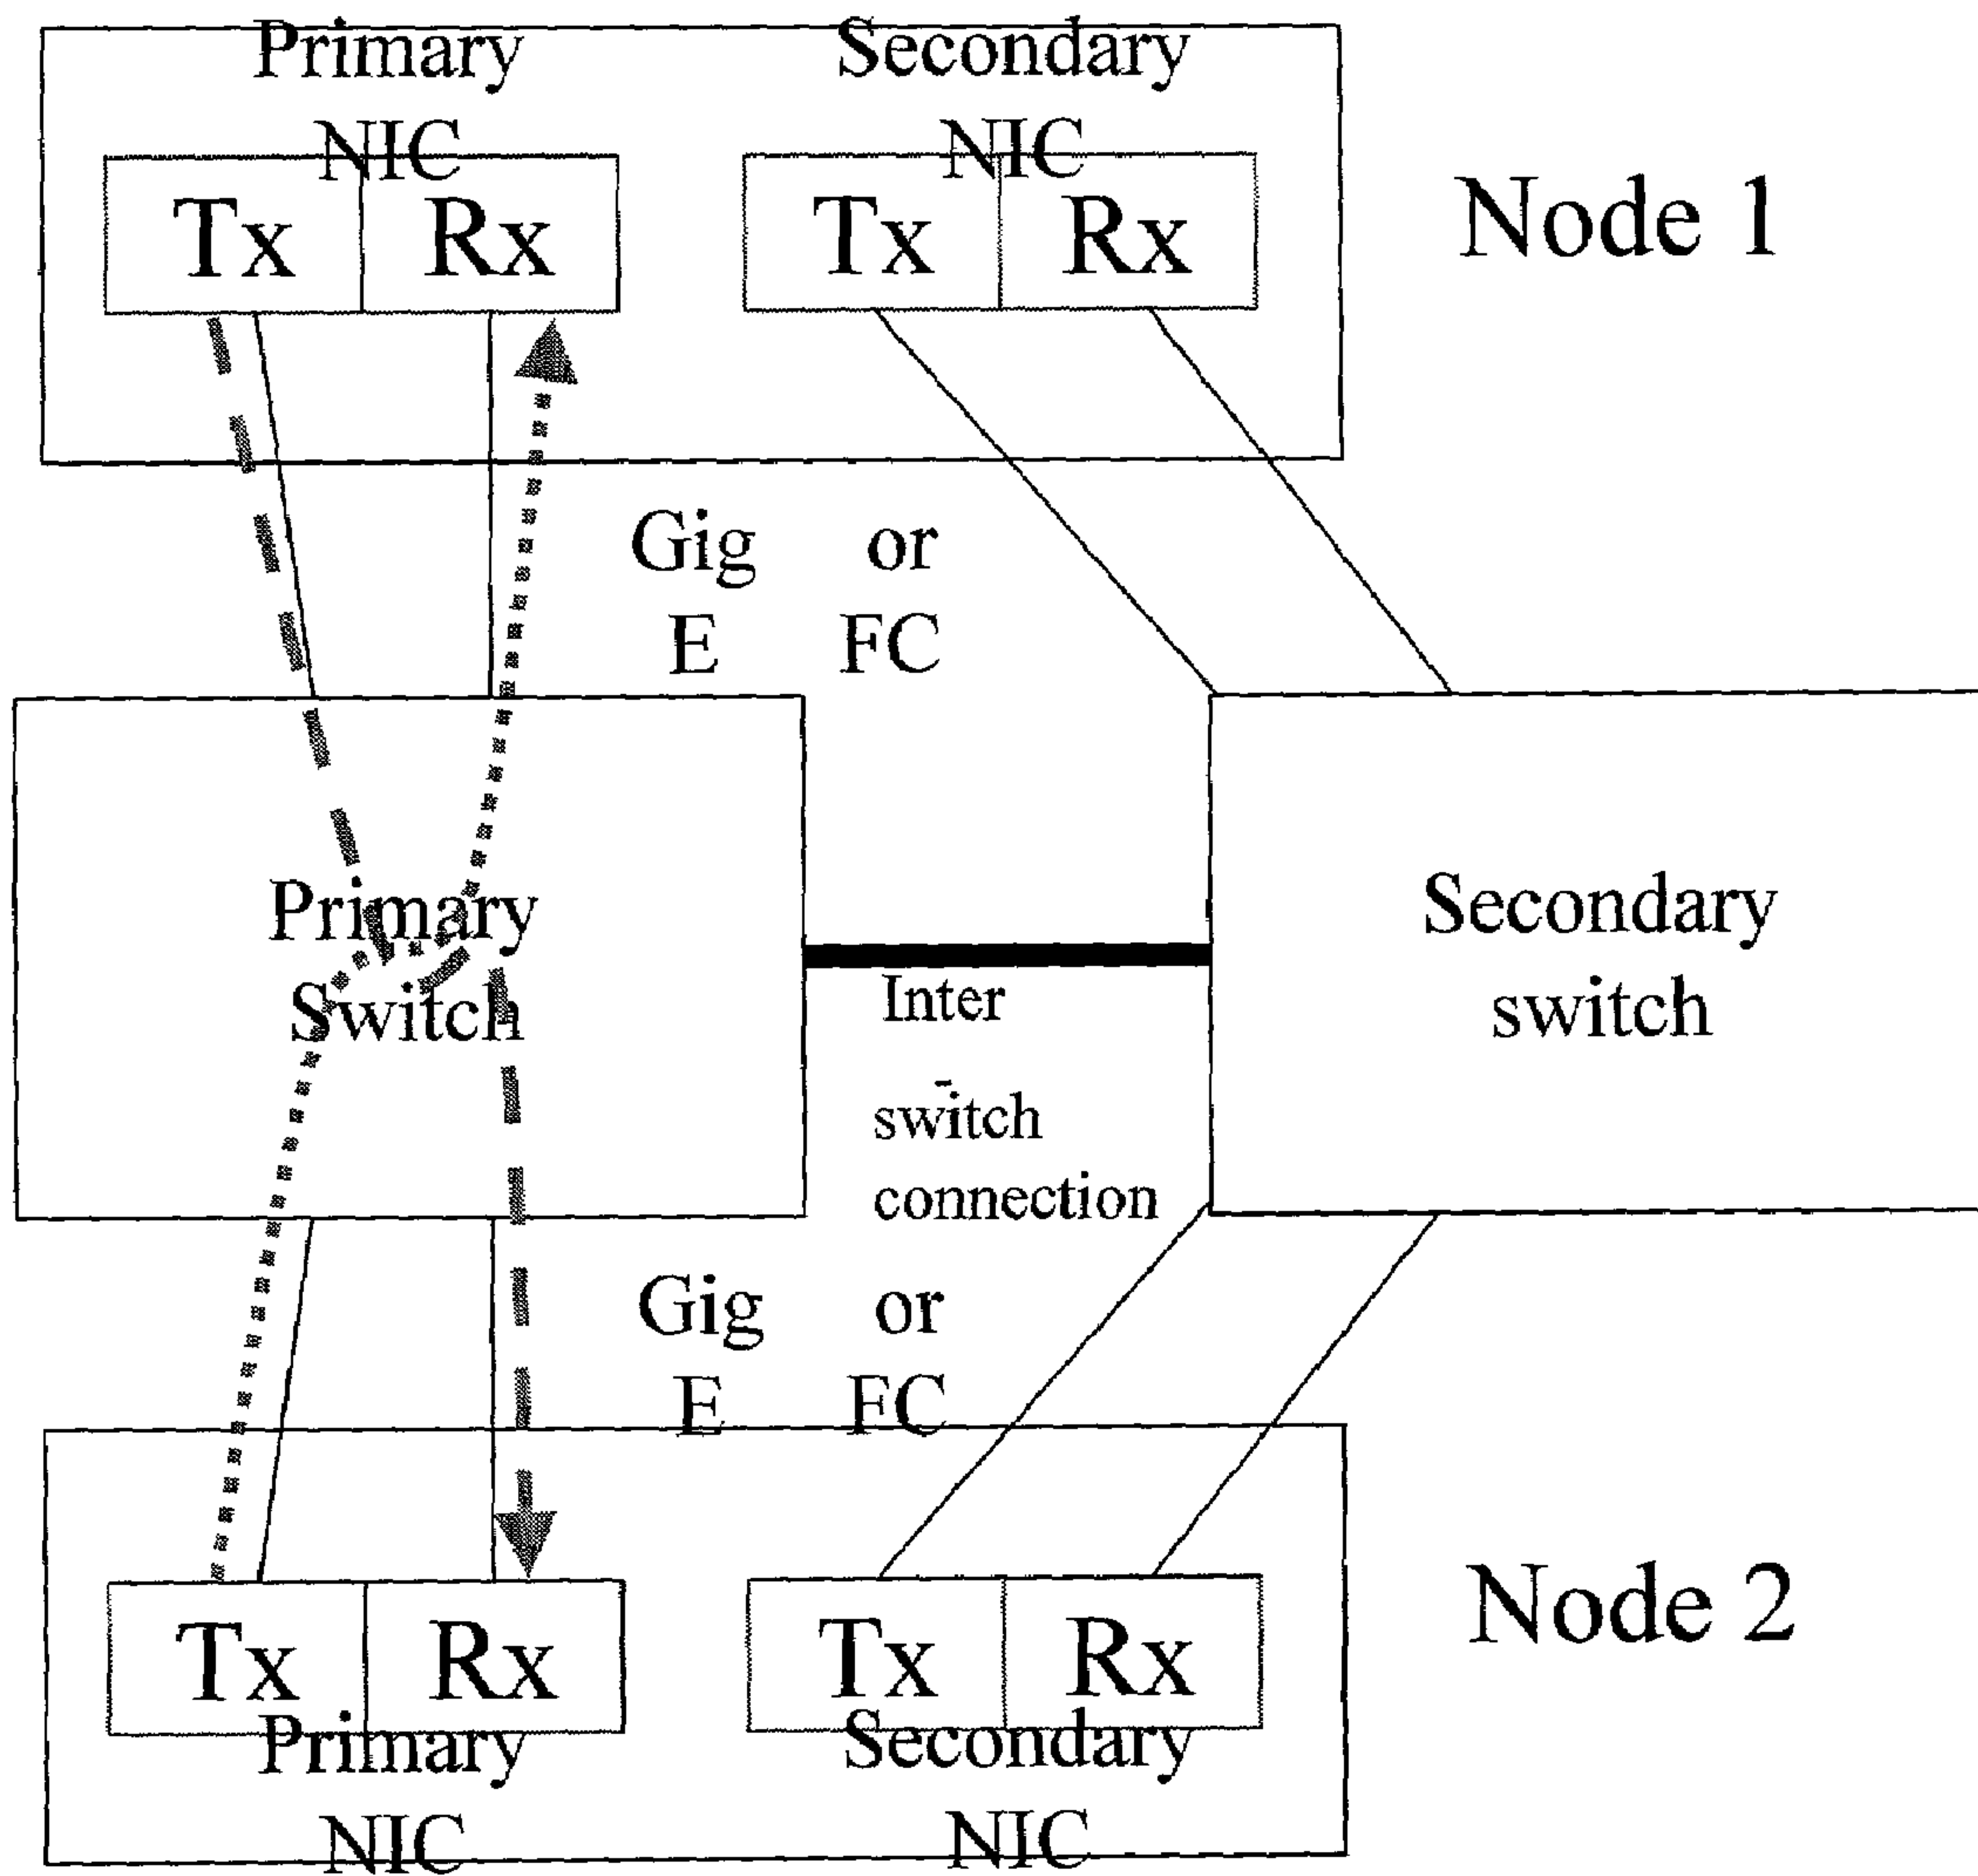 Primary Secondary
NIC NIC
Tx Rx Tx Rx
Node 1
Gig or
E FC
Primary
Switch
Inter
-
switch
connection
Secondary
switch
Gig or
E FC
Tx Rx Tx Rx
Node 2
Primary Secondary
NIC NIC